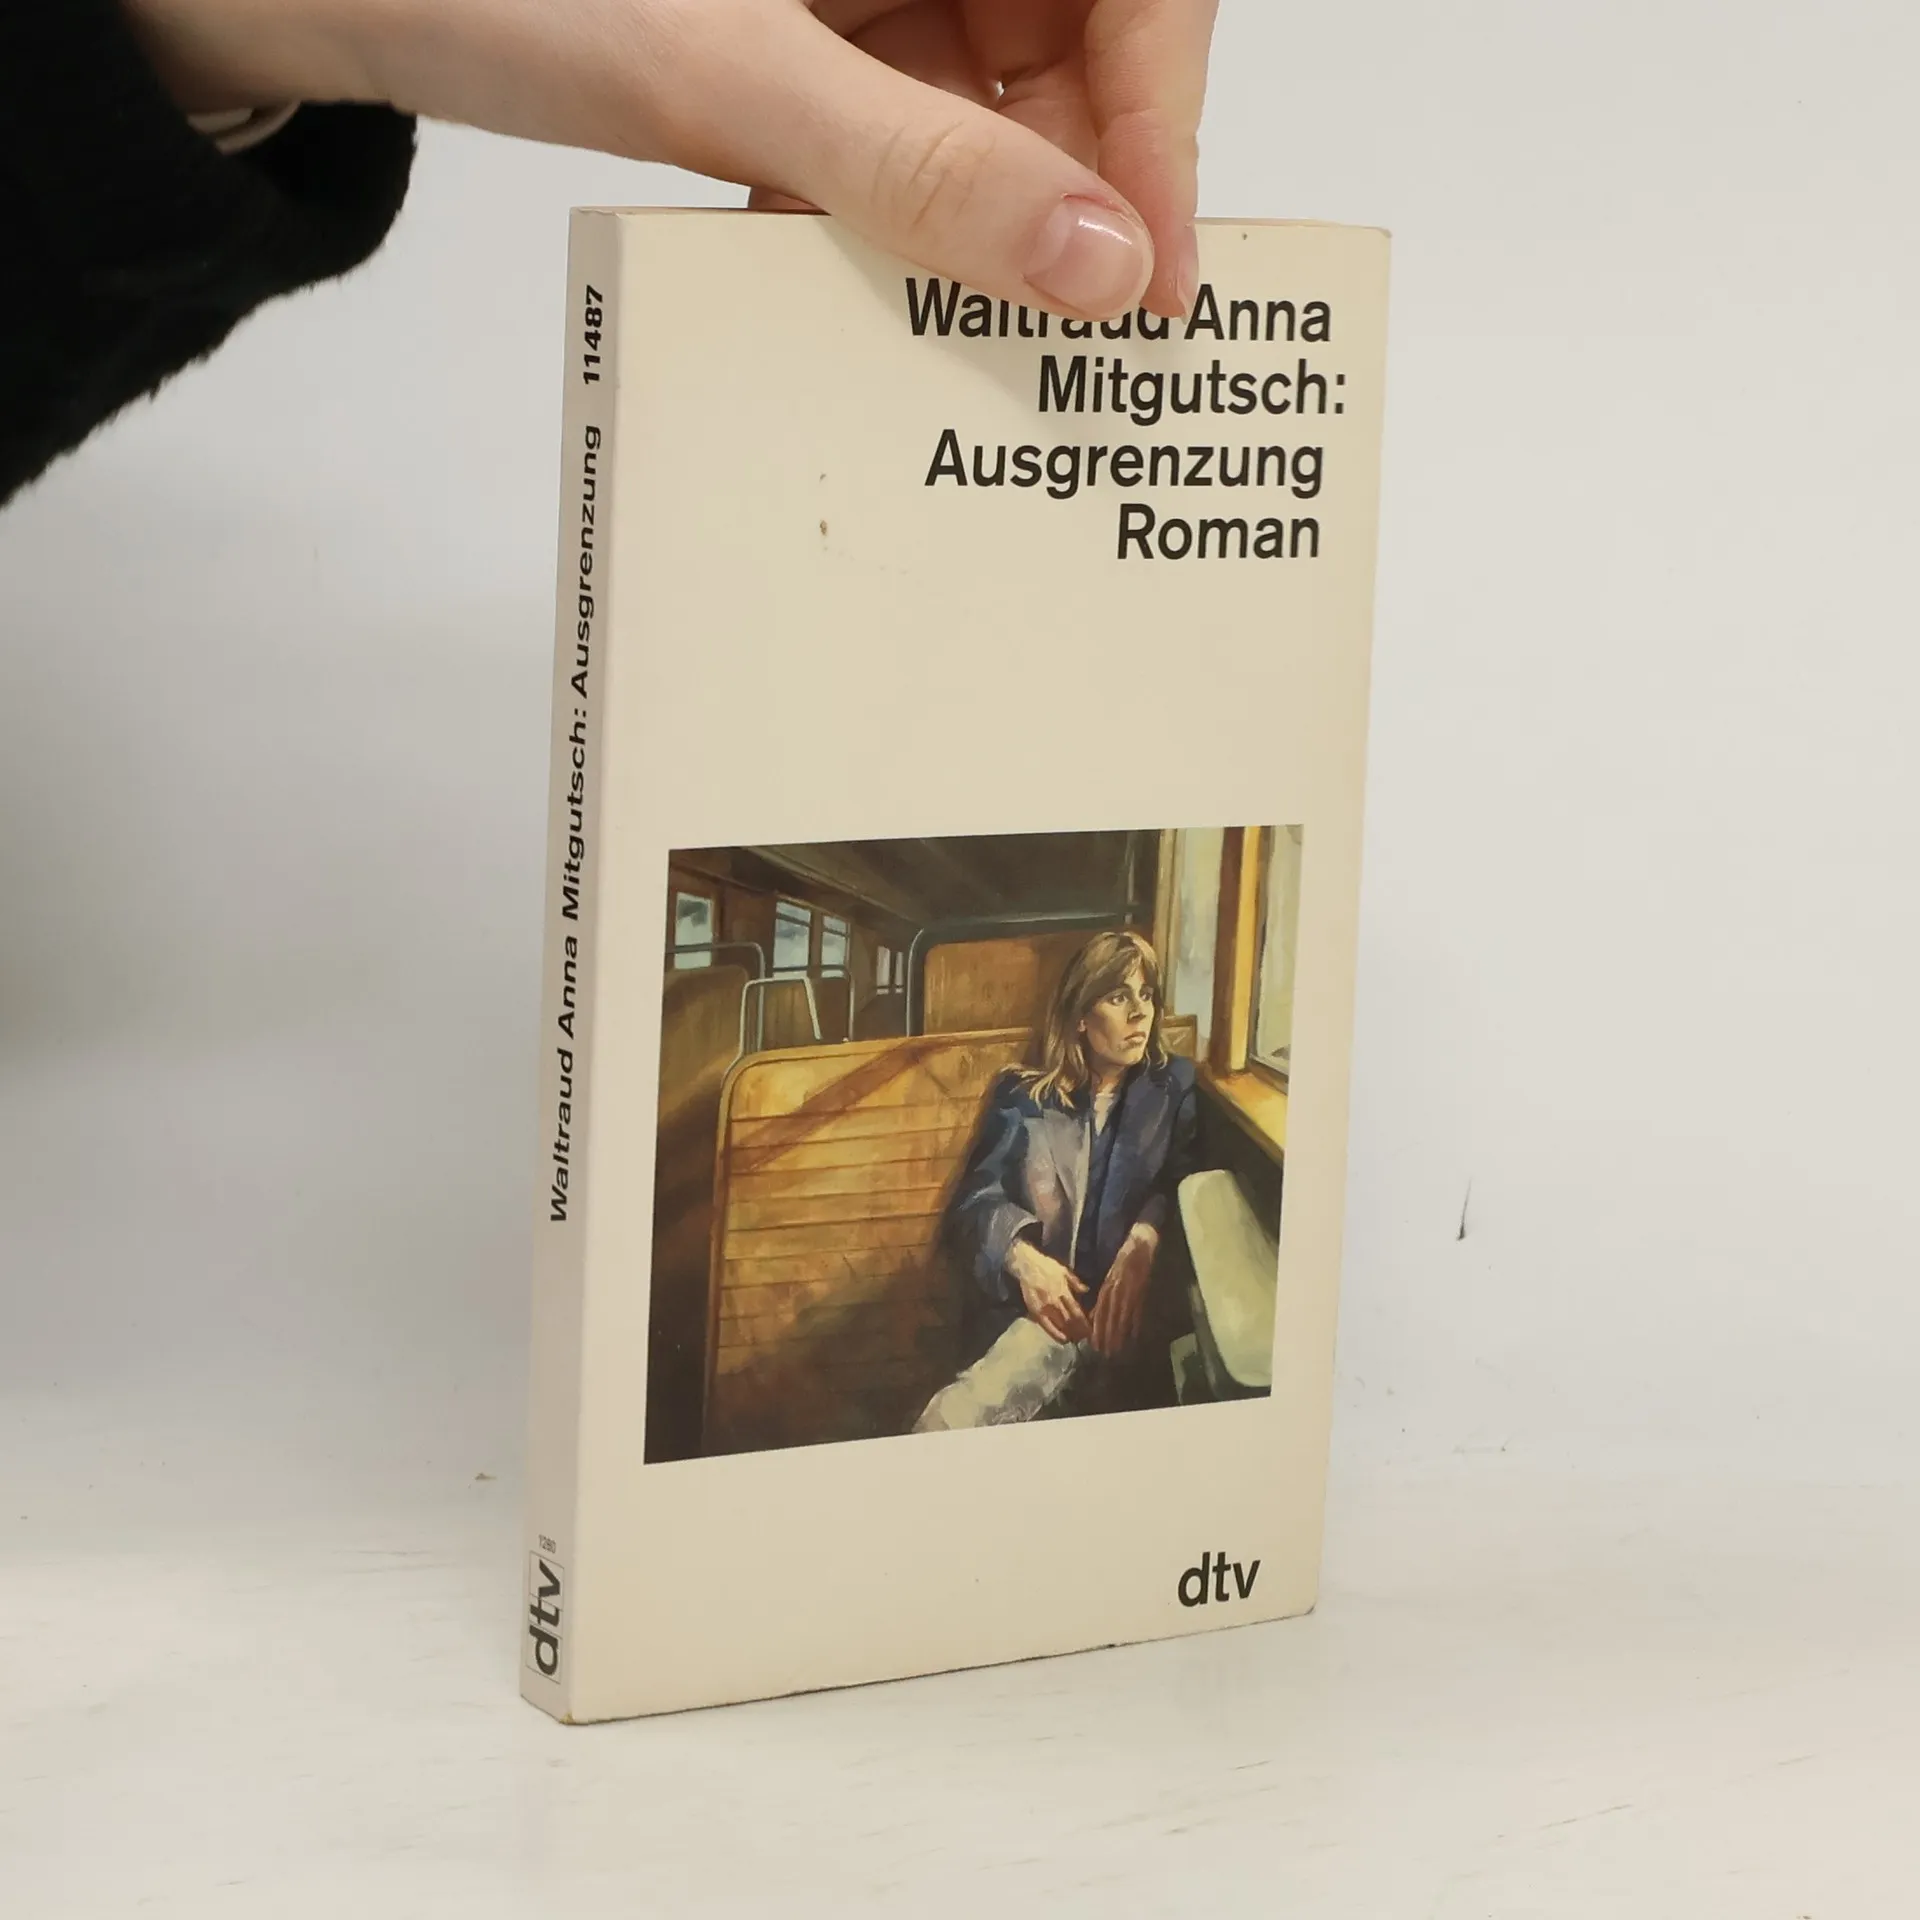 Waltraud Anna
Mitgutsch:
Ausgrenzung
Roman
dtv
Waltraud Anna Mitgutsch: Ausgrenzung 11487
dtv